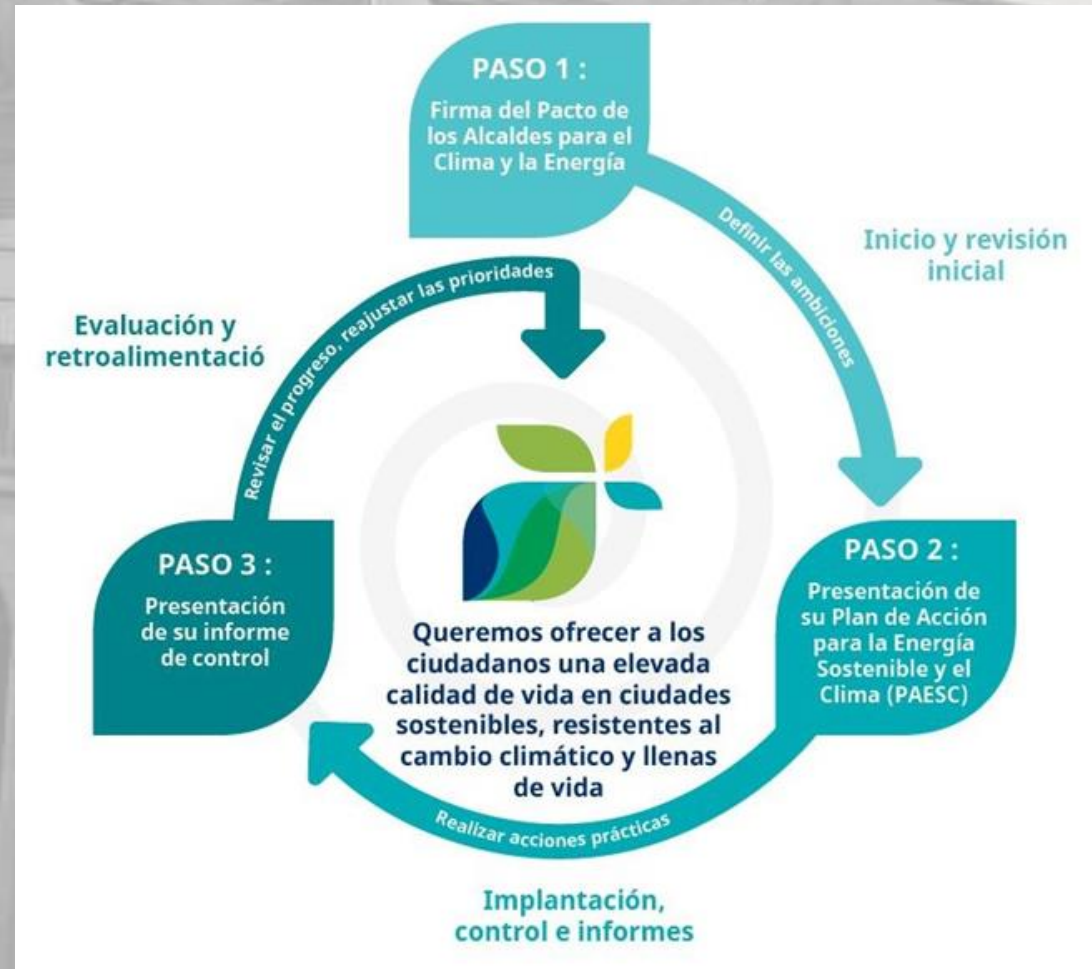 PASO 1 :
Firma del Pacto de
los Alcaldes para el
Clima y la Energía
Definir las ambiciones
Inicio y revisión
inicial
PASO 2 :
Presentación de
su Plan de Acción
para la Energía
Sostenible y el
Clima (PAESC)
Realizar acciones prácticas
Implantación,
control e informes
PASO 3 :
Presentación
de su informe
de control
Revisar el progreso, reajustar las prioridades
Evaluación y
retroalimentació
Queremos ofrecer a los
ciudadanos una elevada
calidad de vida en ciudades
sostenibles, resistentes al
cambio climático y llenas
de vida